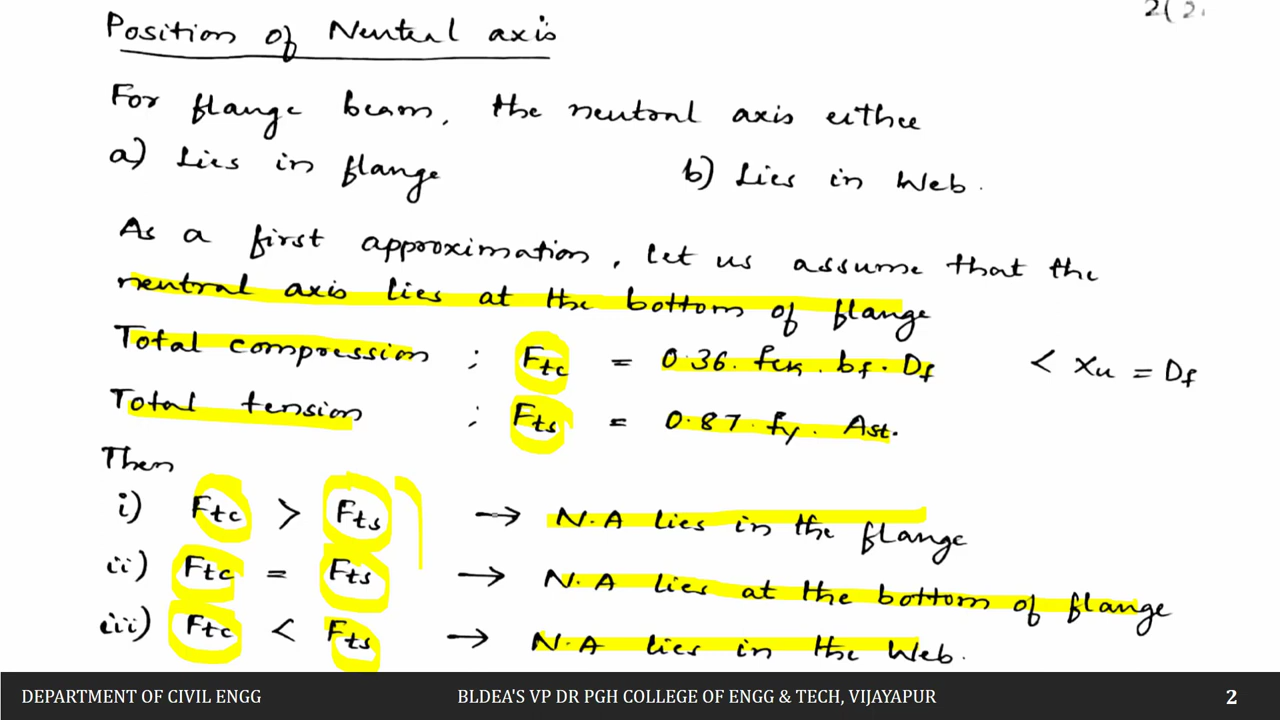 2(2.
Position of Neutral axis
For flange beam, the neutral axis either
a) Lies in flange b) Lies in Web.
As a first approximation, let us assume that the
neutral axis lies at the bottom of flange
Total compression ; Ftc = 0.36. fck. bf. Df < xu = Df
Total tension ; Fts = 0.87. fy. Ast.
Then
i) Ftc > Fts → N.A lies in the flange
ii) Ftc = Fts → N.A lies at the bottom of flange
iii) Ftc < Fts → N.A lies in the Web.
DEPARTMENT OF CIVIL ENGG BLDEA'S VP DR PGH COLLEGE OF ENGG & TECH, VIJAYAPUR 2